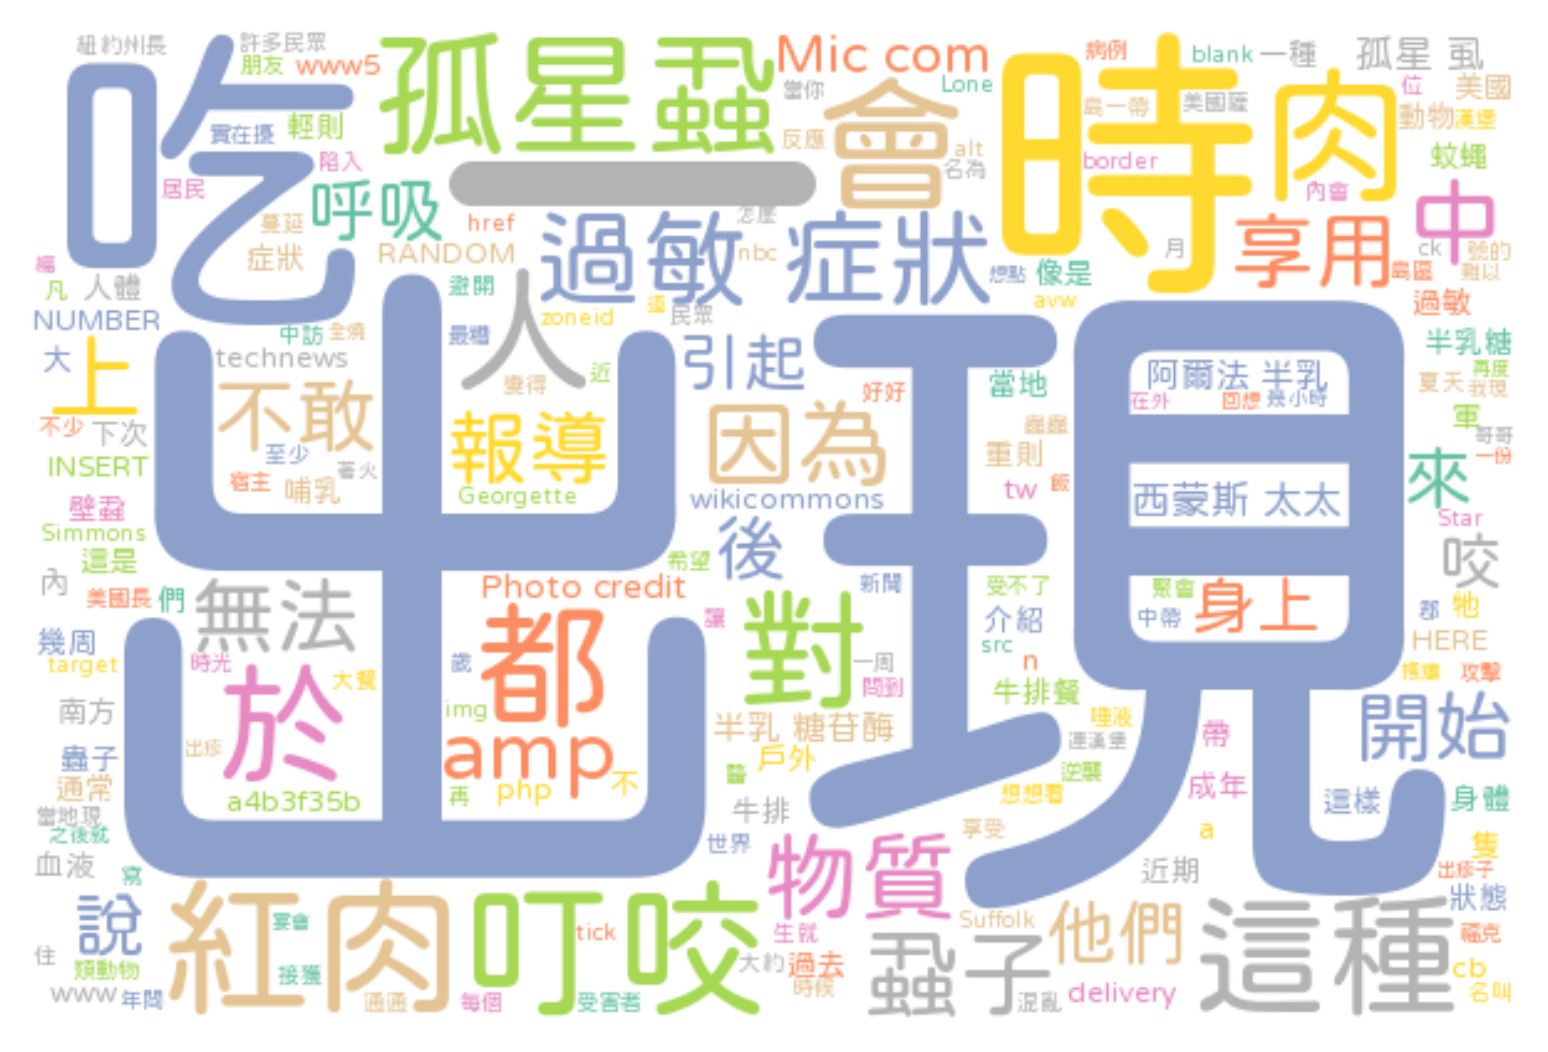 紐約州長 許多民眾 孤星蝨 Mic com 時 病例 blank 一種 孤星 虱
吃 朋友 www5 當你 會 Lone 肉 位 美國
實在擾 輕則 反應 alt 島一帶 美國薩 動物 漢堡
陷入 一 名為 border 蚊蠅
居民 呼吸 href 怎麼 內會 中
蔓延 RANDOM 過敏 症狀 nbc 月 享用 ck 號的
症狀 想點 像是 島區 難以
凡 人體 出現 避開 人 道 民眾 avw 過敏
NUMBER 中訪 全燒 最糟 zoneid 引起 半乳糖
大 上 technews 變得 近 當地 阿爾法 半乳 夏天 再度
不敢 好好 在外 回想 幾小時 我現
不少 下次 報導 因為 軍 哥哥
INSERT 至少 著火 重則 來 一份
宿主 哺乳 Georgette wikicommons tw 飯 西蒙斯 太太
壁蝨 後 Star
Simmons 這是 希望 咬
內 無法 Photo credit 新聞 受不了 聚會
美國長 們 都 讓 對 介紹 中帶 身上 郡 牠
幾周 歲 一周 src HERE
target 時光 於 大餐 問到 n 攻擊
南方 img 半乳 糖苷酶 牛排餐 唾液 帶 開始
蟲子 出疹 amp 戶外 連漢堡
通常 php 不 逆襲 成年
當地現 a4b3f35b 再 牛排 想想看 這樣 身體
之後就 世界 享受 a 隻
血液 物質 近期 出疹子
說 紅肉 叮咬 宴會 Suffolk 他們 這種 狀態
住 tick 生就 蝨子 福克
類動物 接獲 大約 過去 cb
www 年間 通通 每個 受害者 時候 混亂 delivery 名叫